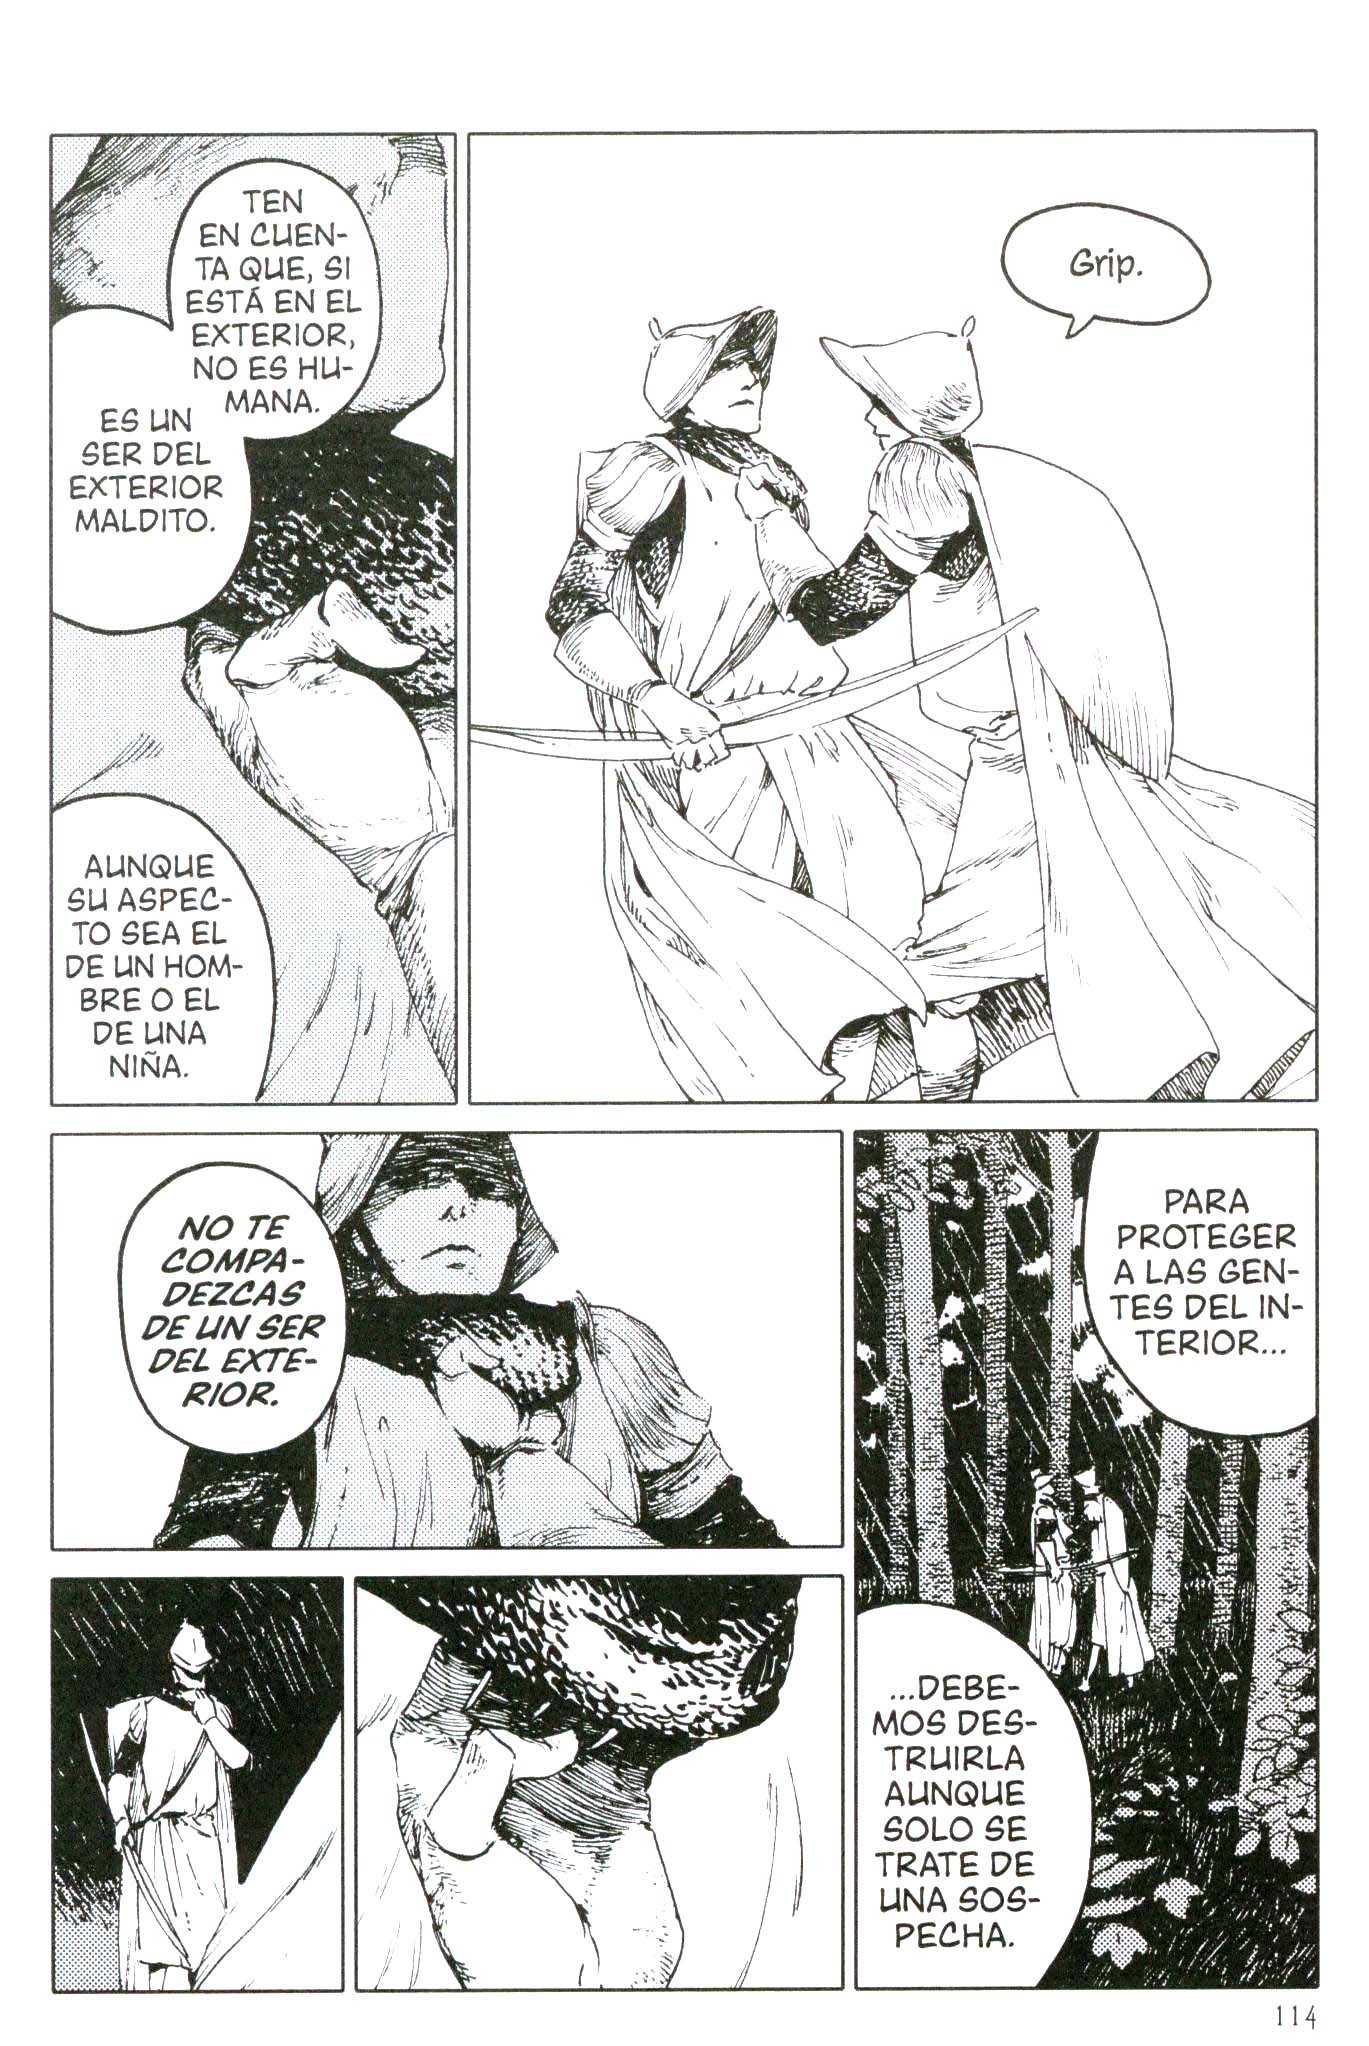 Grip.
TEN
EN CUEN-
TA QUE, SI
ESTÁ EN EL
EXTERIOR,
NO ES HU-
MANA.
ES UN
SER DEL
EXTERIOR
MALDITO.
AUNQUE
SU ASPEC-
TO SEA EL
DE UN HOM-
BRE O EL
DE UNA
NIÑA.
PARA
PROTEGER
A LAS GEN-
TES DEL IN-
TERIOR...
...DEBE-
MOS DES-
TRUIRLA
AUNQUE
SOLO SE
TRATE DE
UNA SOS-
PECHA.
NO TE
COMPA-
DEZCAS
DE UN SER
DEL EXTE-
RIOR.
114